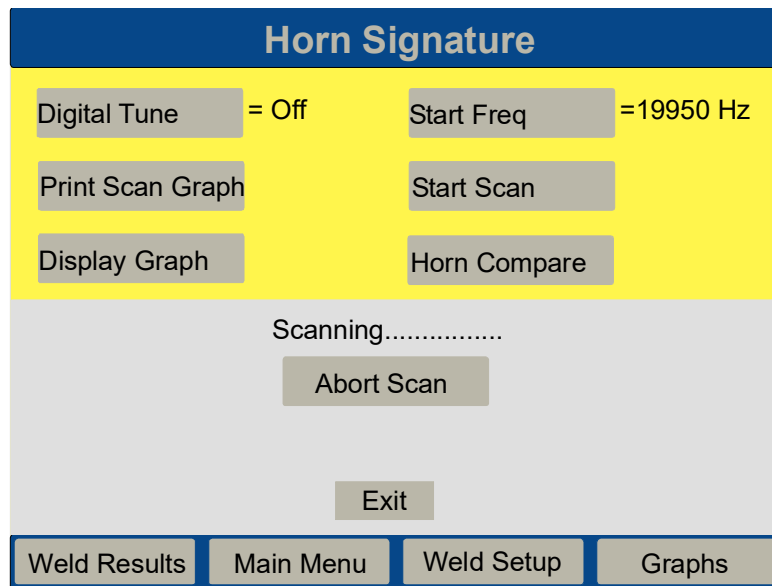 Horn Signature
Digital Tune = Off Start Freq =19950 Hz
Print Scan Graph Start Scan
Display Graph Horn Compare
Scanning................
Abort Scan
Exit
Weld Results Main Menu Weld Setup Graphs